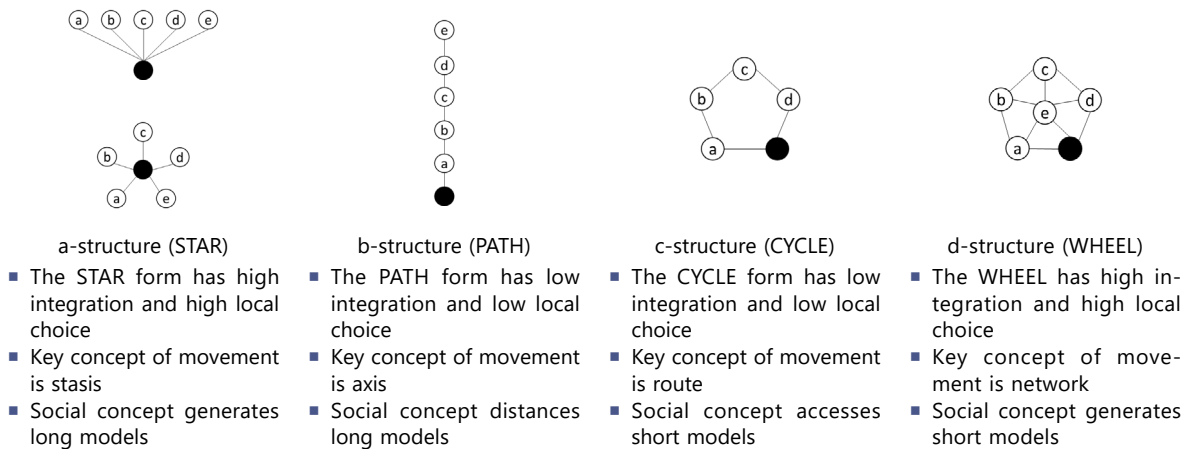 a b c d e
c
b d
a e
a-structure (STAR)
■ The STAR form has high
integration and high local
choice
■ Key concept of movement
is stasis
■ Social concept generates
long models
e
d
c
b
a
b-structure (PATH)
■ The PATH form has low
integration and low local
choice
■ Key concept of movement
is axis
■ Social concept distances
long models
c
b d
a
c-structure (CYCLE)
■ The CYCLE form has low
integration and low local
choice
■ Key concept of movement
is route
■ Social concept accesses
short models
c
b d
e
a
d-structure (WHEEL)
■ The WHEEL has high in-
tegration and high local
choice
■ Key concept of move-
ment is network
■ Social concept generates
short models